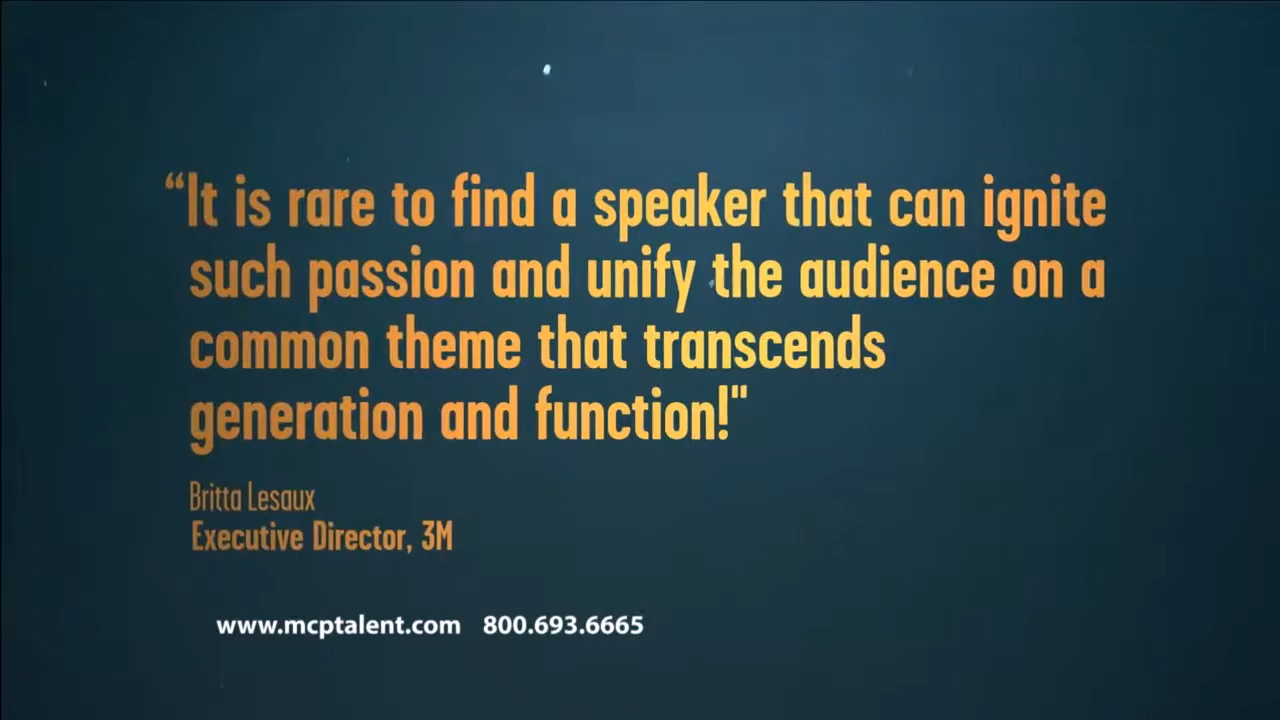 “It is rare to find a speaker that can ignite
such passion and unify the audience on a
common theme that transcends
generation and function!"
Britta Lesaux
Executive Director, 3M
www.mcptalent.com 800.693.6665